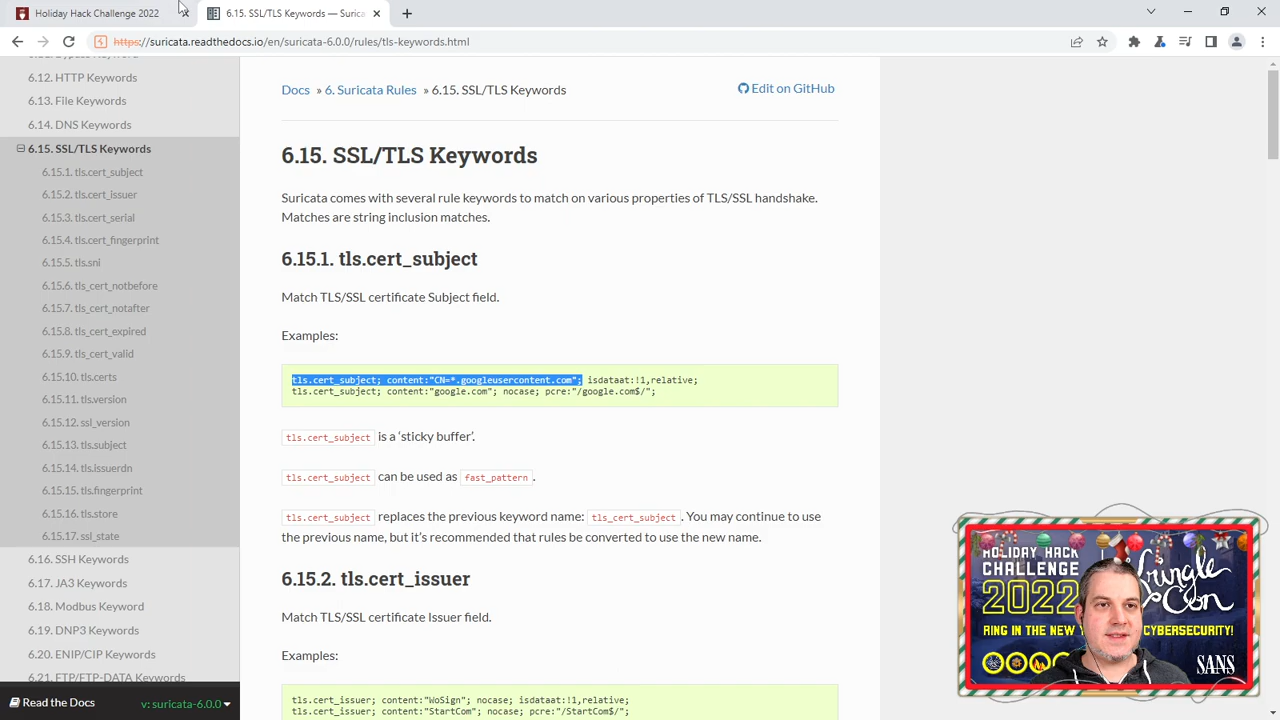 Holiday Hack Challenge 2022
6.15. SSL/TLS Keywords — Surica
https://suricata.readthedocs.io/en/suricata-6.0.0/rules/tls-keywords.html
6.12. HTTP Keywords
6.13. File Keywords
6.14. DNS Keywords
6.15. SSL/TLS Keywords
6.15.1. tls.cert_subject
6.15.2. tls.cert_issuer
6.15.3. tls.cert_serial
6.15.4. tls.cert_fingerprint
6.15.5. tls.sni
6.15.6. tls_cert_notbefore
6.15.7. tls_cert_notafter
6.15.8. tls_cert_expired
6.15.9. tls_cert_valid
6.15.10. tls.certs
6.15.11. tls.version
6.15.12. ssl_version
6.15.13. tls.subject
6.15.14. tls.issuerdn
6.15.15. tls.fingerprint
6.15.16. tls.store
6.15.17. ssl_state
6.16. SSH Keywords
6.17. JA3 Keywords
6.18. Modbus Keyword
6.19. DNP3 Keywords
6.20. ENIP/CIP Keywords
6.21. FTP/FTP-DATA Keywords
Read the Docs
v: suricata-6.0.0
Docs » 6. Suricata Rules » 6.15. SSL/TLS Keywords
Edit on GitHub
6.15. SSL/TLS Keywords
Suricata comes with several rule keywords to match on various properties of TLS/SSL handshake.
Matches are string inclusion matches.
6.15.1. tls.cert_subject
Match TLS/SSL certificate Subject field.
Examples:
tls.cert_subject; content:"CN=*.googleusercontent.com"; isdataat:!1,relative;
tls.cert_subject; content:"google.com"; nocase; pcre:"/google.com$/";
tls.cert_subject is a ‘sticky buffer’.
tls.cert_subject can be used as fast_pattern.
tls.cert_subject replaces the previous keyword name: tls_cert_subject. You may continue to use
the previous name, but it’s recommended that rules be converted to use the new name.
6.15.2. tls.cert_issuer
Match TLS/SSL certificate Issuer field.
Examples:
tls.cert_issuer; content:"WoSign"; nocase; isdataat:!1,relative;
tls.cert_issuer; content:"StartCom"; nocase; pcre:"/StartCom$/";
HOLIDAY HACK
CHALLENGE
2022
RING IN THE NEW
CYBERSECURITY!
SANS